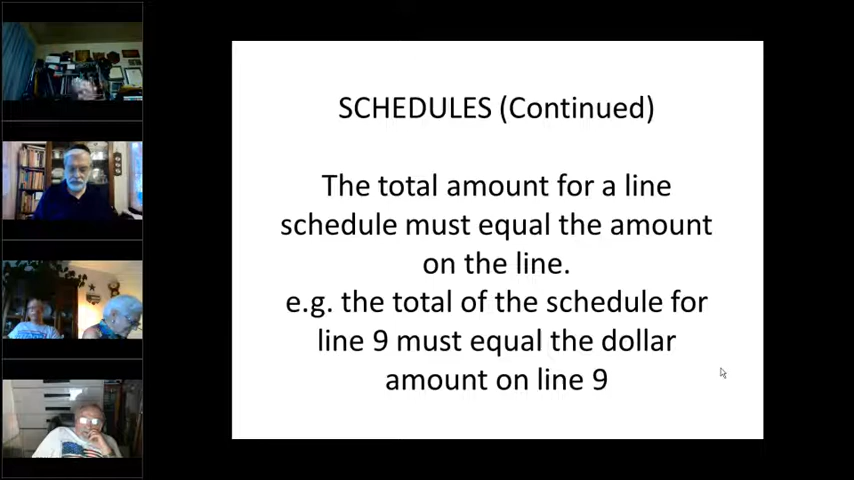 SCHEDULES (Continued)
The total amount for a line
schedule must equal the amount
on the line.
e.g. the total of the schedule for
line 9 must equal the dollar
amount on line 9